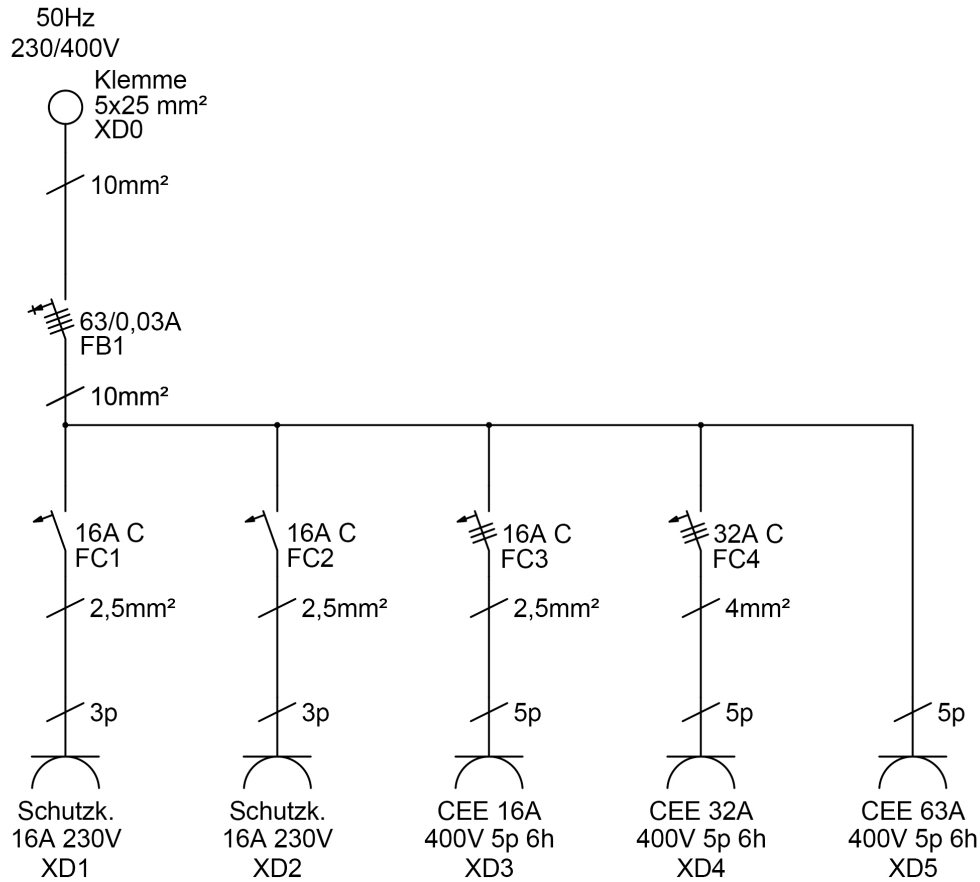 50Hz
230/400V
Klemme
5x25 mm²
XD0
10mm²
63/0,03A
FB1
10mm²
16A C
FC1
16A C
FC2
16A C
FC3
32A C
FC4
2,5mm²
2,5mm²
2,5mm²
4mm²
3p
3p
5p
5p
5p
Schutzk.
16A 230V
XD1
Schutzk.
16A 230V
XD2
CEE 16A
400V 5p 6h
XD3
CEE 32A
400V 5p 6h
XD4
CEE 63A
400V 5p 6h
XD5